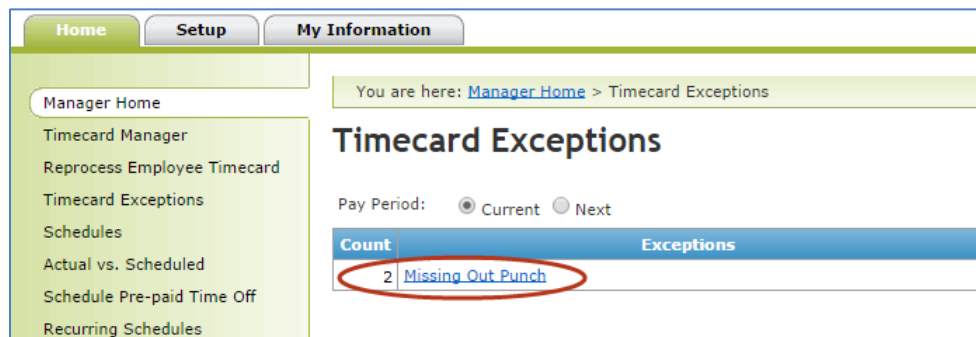 Home Setup My Information
You are here: Manager Home > Timecard Exceptions
Manager Home
Timecard Manager
Reprocess Employee Timecard
Timecard Exceptions
Schedules
Actual vs. Scheduled
Schedule Pre-paid Time Off
Recurring Schedules
Timecard Exceptions
Pay Period: Current Next
Count Exceptions
2 Missing Out Punch